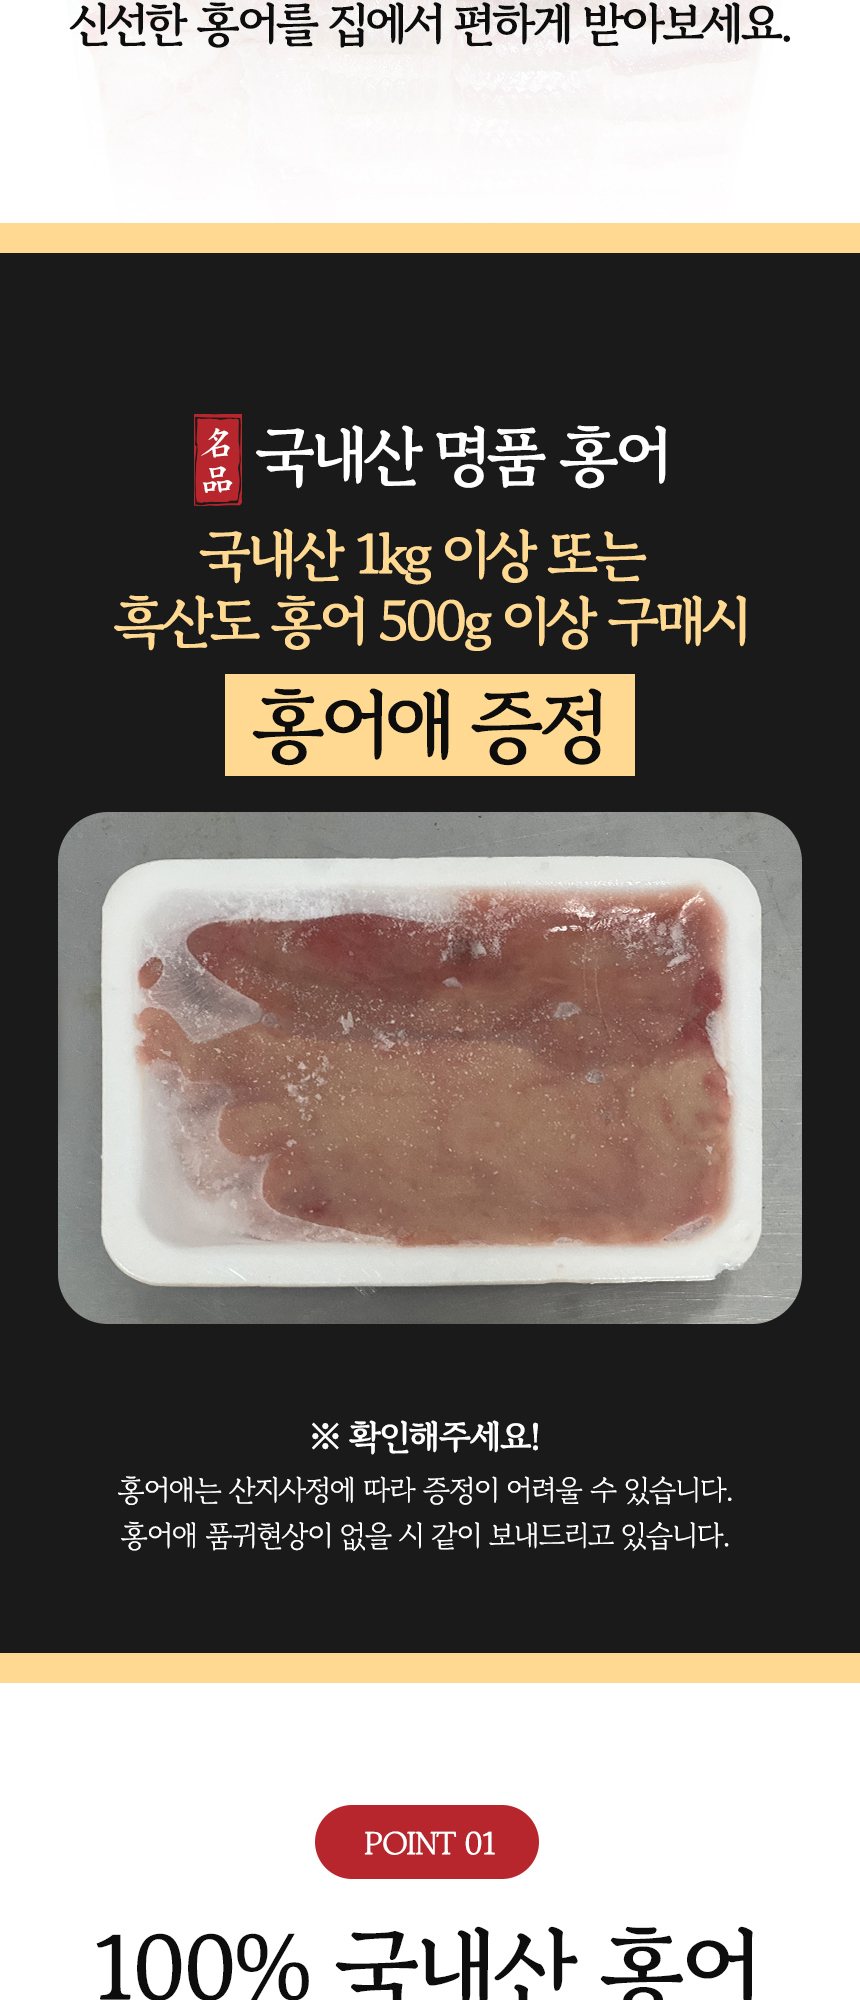 신선한 홍어를 집에서 편하게 받아보세요.
名品 국내산 명품 홍어
국내산 1kg 이상 또는
흑산도 홍어 500g 이상 구매시
홍어애 증정
※ 확인해주세요!
홍어애는 산지사정에 따라 증정이 어려울 수 있습니다.
홍어애 품귀현상이 없을 시 같이 보내드리고 있습니다.
POINT 01
100% 국내산 홍어